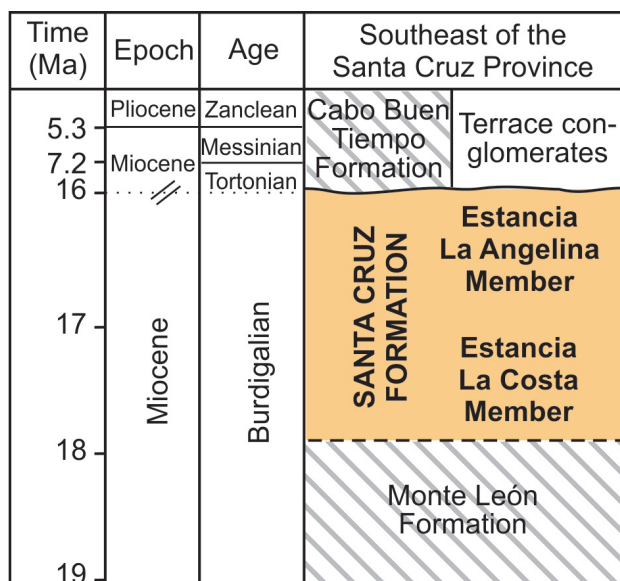 Time
(Ma)
Epoch
Age
Southeast of the
Santa Cruz Province
Pliocene
Zanclean
Cabo Buen
Tiempo
Formation
Terrace con-
glomerates
5.3
Messinian
7.2
Miocene
Tortonian
16
17
18
19
Miocene
Burdigalian
SANTA CRUZ
FORMATION
Estancia
La Angelina
Member
Estancia
La Costa
Member
Monte León
Formation